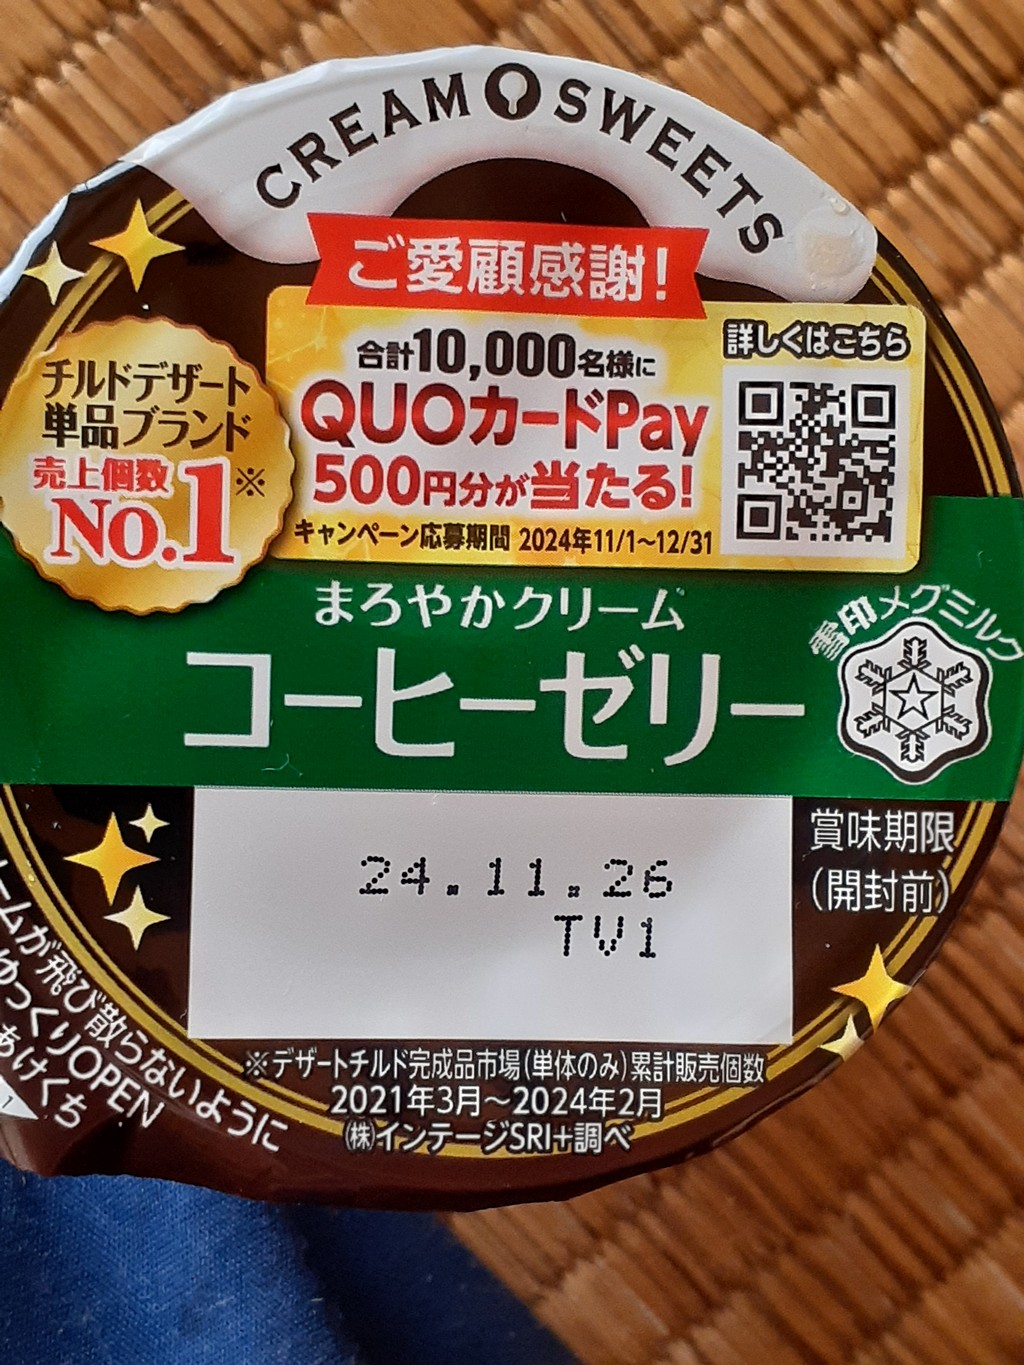 CREAM SWEETS
ご愛顧感謝!
合計10,000名様に
QUOカードPay
500円分が当たる!
キャンペーン応募期間 2024年11/1〜12/31
詳しくはこちら
チルドデザート
単品ブランド
売上個数
No.1※
まろやかクリーム
コーヒーゼリー
雪印メグミルク
24.11.26
TV1
賞味期限
(開封前)
ームが飛び散らないように
ゆっくりOPEN
あけくち
※デザートチルド完成品市場(単体のみ)累計販売個数
2021年3月〜2024年2月
㈱インテージSRI+調べ